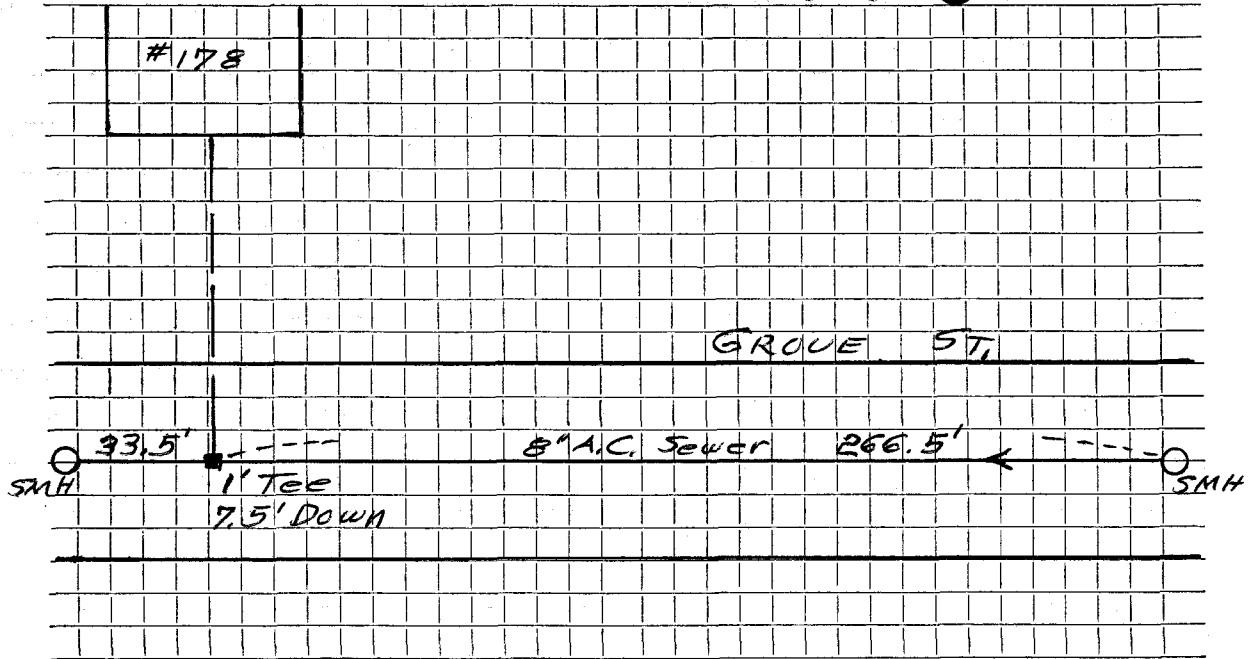 #178
GROVE ST.
33.5' 8" A.C. Sewer 266.5'
SMH 1' Tee SMH
7.5' Down